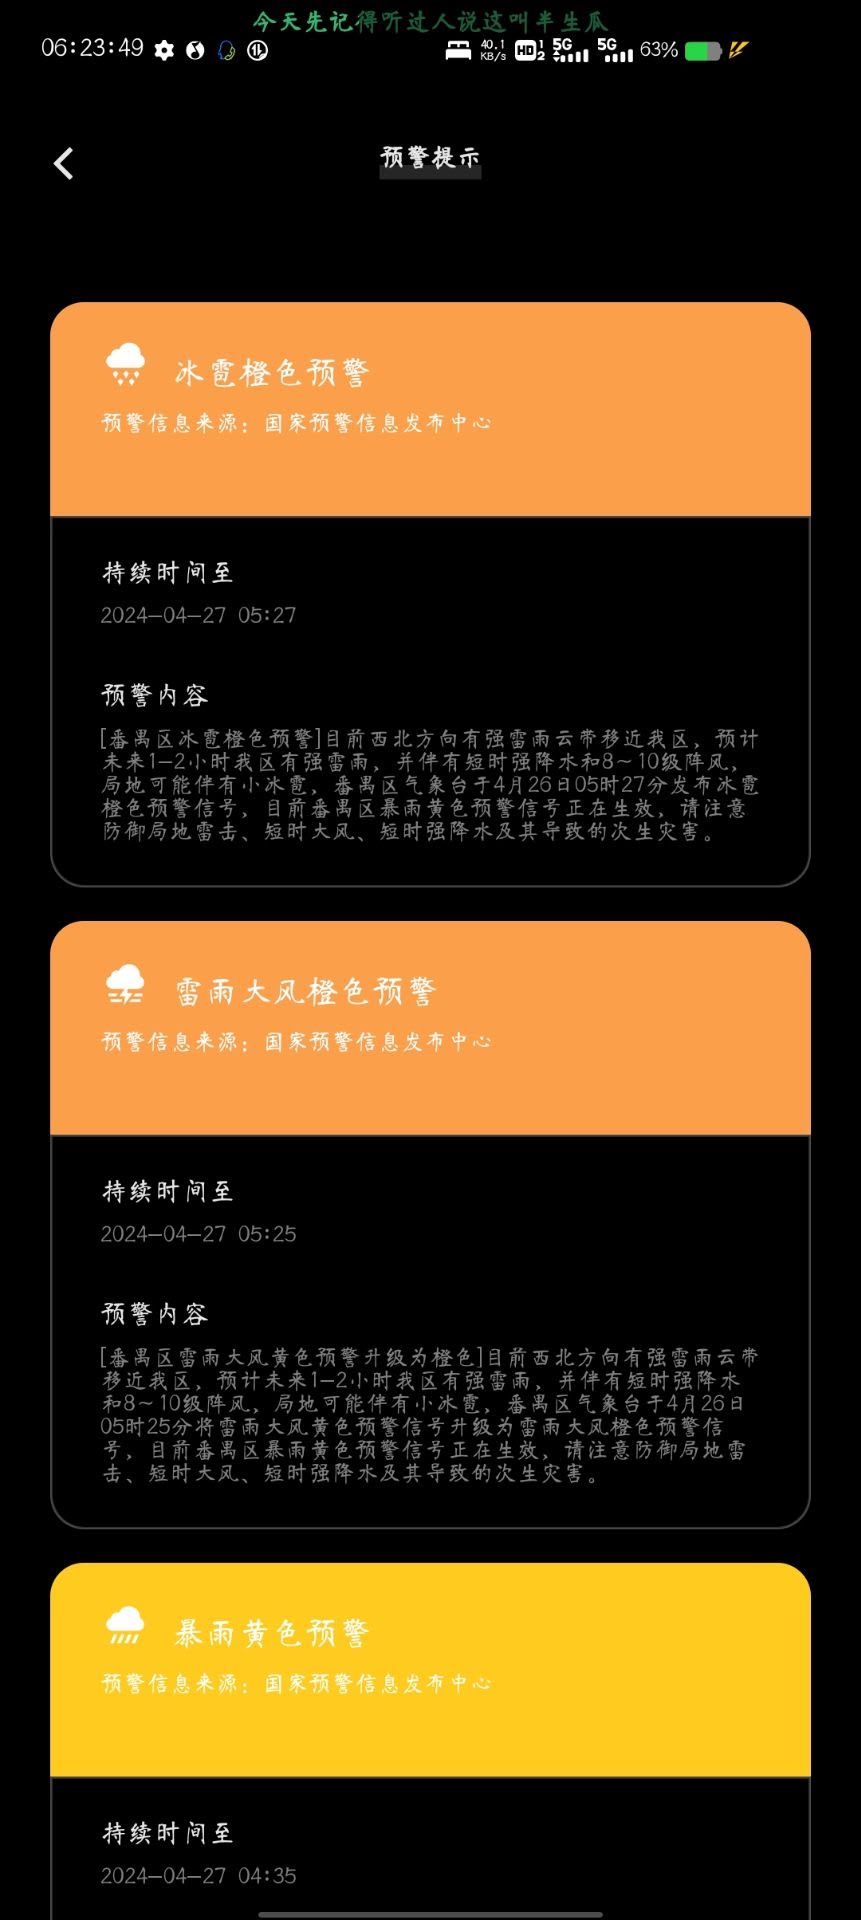 今天先记得听过人说这叫半生瓜
06:23:49 40.1 KB/s HD 1 2 5G 5G 63%
预警提示
冰雹橙色预警
预警信息来源：国家预警信息发布中心
持续时间至
2024-04-27 05:27
预警内容
[番禺区冰雹橙色预警]目前西北方向有强雷雨云带移近我区，预计
未来1-2小时我区有强雷雨，并伴有短时强降水和8~10级阵风，
局地可能伴有小冰雹，番禺区气象台于4月26日05时27分发布冰雹
橙色预警信号，目前番禺区暴雨黄色预警信号正在生效，请注意
防御局地雷击、短时大风、短时强降水及其导致的次生灾害。
雷雨大风橙色预警
预警信息来源：国家预警信息发布中心
持续时间至
2024-04-27 05:25
预警内容
[番禺区雷雨大风黄色预警升级为橙色]目前西北方向有强雷雨云带
移近我区，预计未来1-2小时我区有强雷雨，并伴有短时强降水
和8~10级阵风，局地可能伴有小冰雹，番禺区气象台于4月26日
05时25分将雷雨大风黄色预警信号升级为雷雨大风橙色预警信
号，目前番禺区暴雨黄色预警信号正在生效，请注意防御局地雷
击、短时大风、短时强降水及其导致的次生灾害。
暴雨黄色预警
预警信息来源：国家预警信息发布中心
持续时间至
2024-04-27 04:35